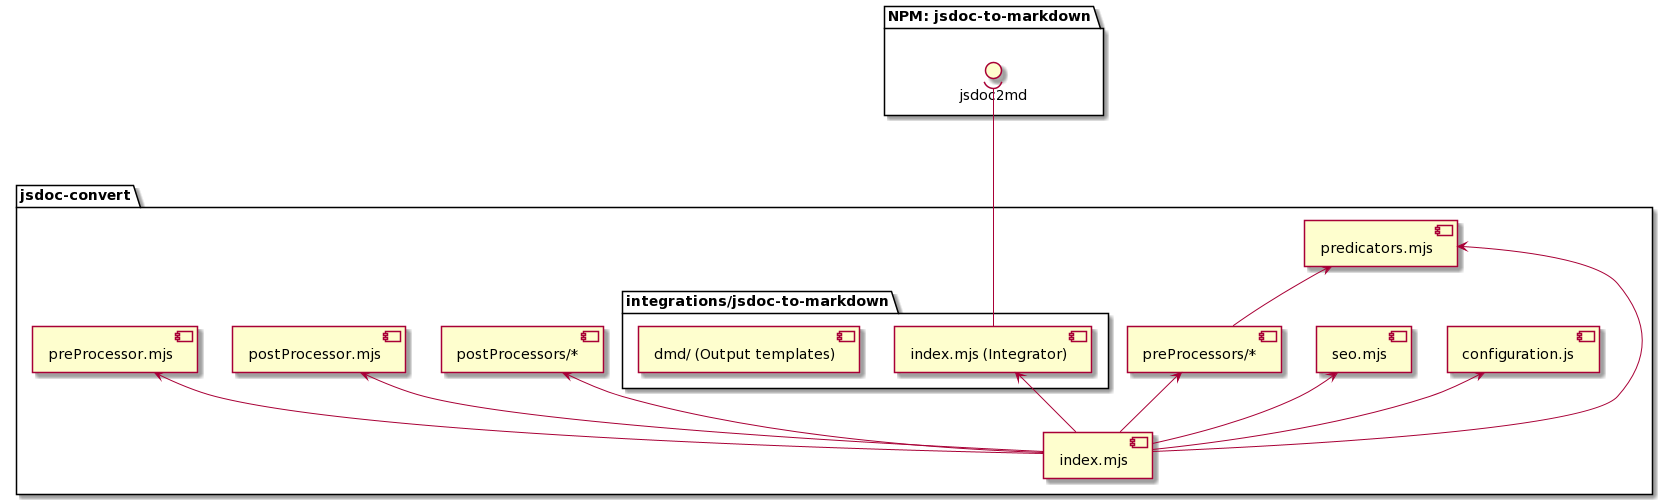 NPM: jsdoc-to-markdown
jsdoc2md
jsdoc-convert
predicators.mjs
integrations/jsdoc-to-markdown
preProcessor.mjs
postProcessor.mjs
postProcessors/*
dmd/ (Output templates)
index.mjs (Integrator)
preProcessors/*
seo.mjs
configuration.js
index.mjs